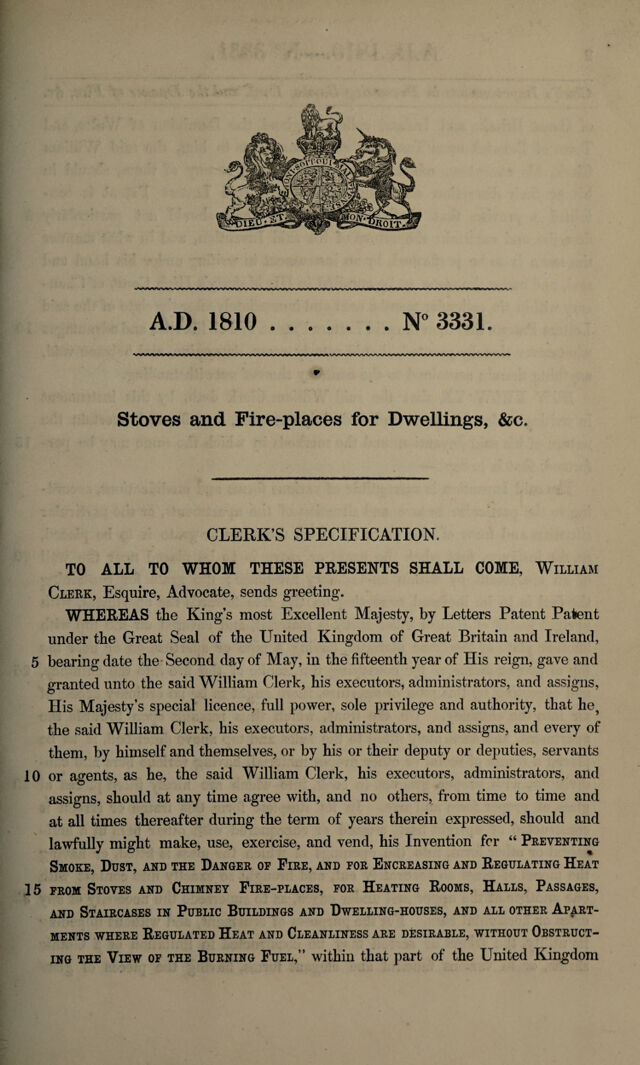 DIEU ET MON DROIT
A.D. 1810 . . . . . . . No 3331.
Stoves and Fire-places for Dwellings, &c.
CLERK'S SPECIFICATION.
TO ALL TO WHOM THESE PRESENTS SHALL COME, WILLIAM
CLERK, Esquire, Advocate, sends greeting.
WHEREAS the King's most Excellent Majesty, by Letters Patent Patent
under the Great Seal of the United Kingdom of Great Britain and Ireland,
5 bearing date the Second day of May, in the fifteenth year of His reign, gave and
granted unto the said William Clerk, his executors, administrators, and assigns,
His Majesty's special licence, full power, sole privilege and authority, that he,
the said William Clerk, his executors, administrators, and assigns, and every of
them, by himself and themselves, or by his or their deputy or deputies, servants
10 or agents, as he, the said William Clerk, his executors, administrators, and
assigns, should at any time agree with, and no others, from time to time and
at all times thereafter during the term of years therein expressed, should and
lawfully might make, use, exercise, and vend, his Invention for "PREVENTING
SMOKE, DUST, AND THE DANGER OF FIRE, AND FOR ENCREASING AND REGULATING HEAT
15 FROM STOVES AND CHIMNEY FIRE-PLACES, FOR HEATING ROOMS, HALLS, PASSAGES,
AND STAIRCASES IN PUBLIC BUILDINGS AND DWELLING-HOUSES, AND ALL OTHER APART-
MENTS WHERE REGULATED HEAT AND CLEANLINESS ARE DESIRABLE, WITHOUT OBSTRUCT-
ING THE VIEW OF THE BURNING FUEL," within that part of the United Kingdom